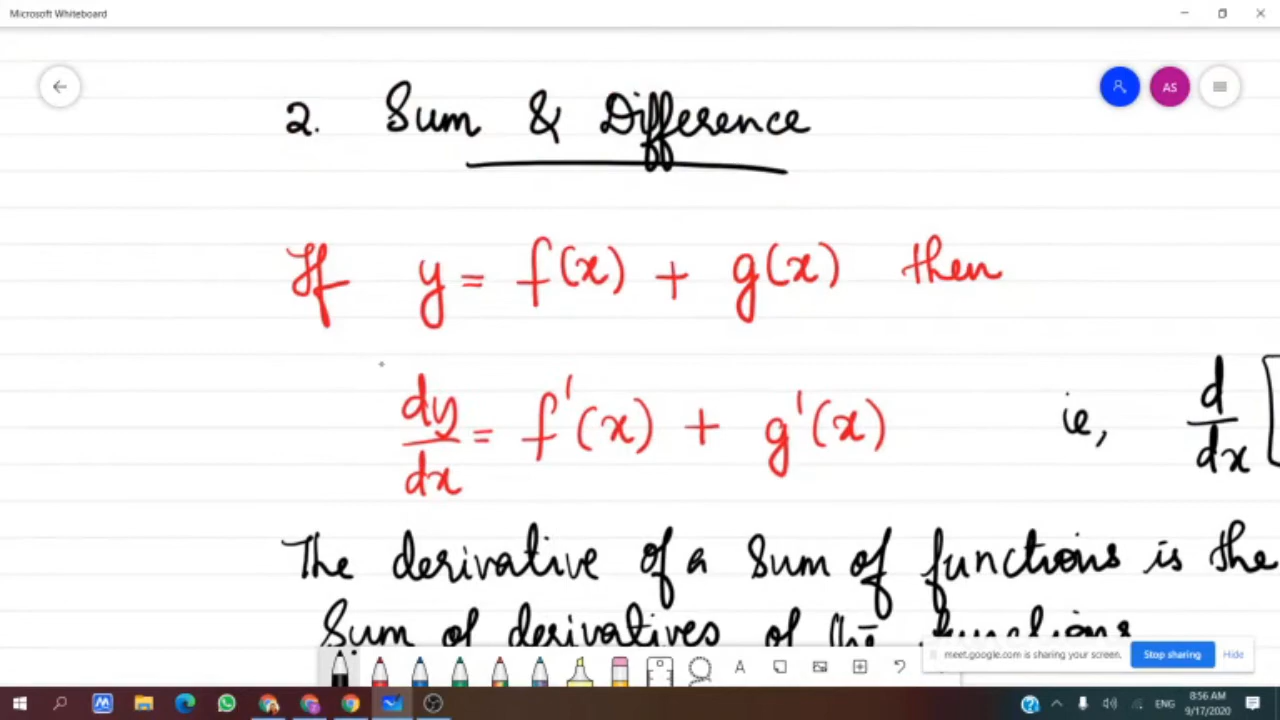 Microsoft Whiteboard
AS
2. Sum & Difference
If y = f(x) + g(x) then
dy/dx = f'(x) + g'(x) ie, d/dx [
The derivative of a sum of functions is the
Sum of derivatives of the functions
meet.google.com is sharing your screen. Stop sharing Hide
A
ENG
8:56 AM
9/17/2020